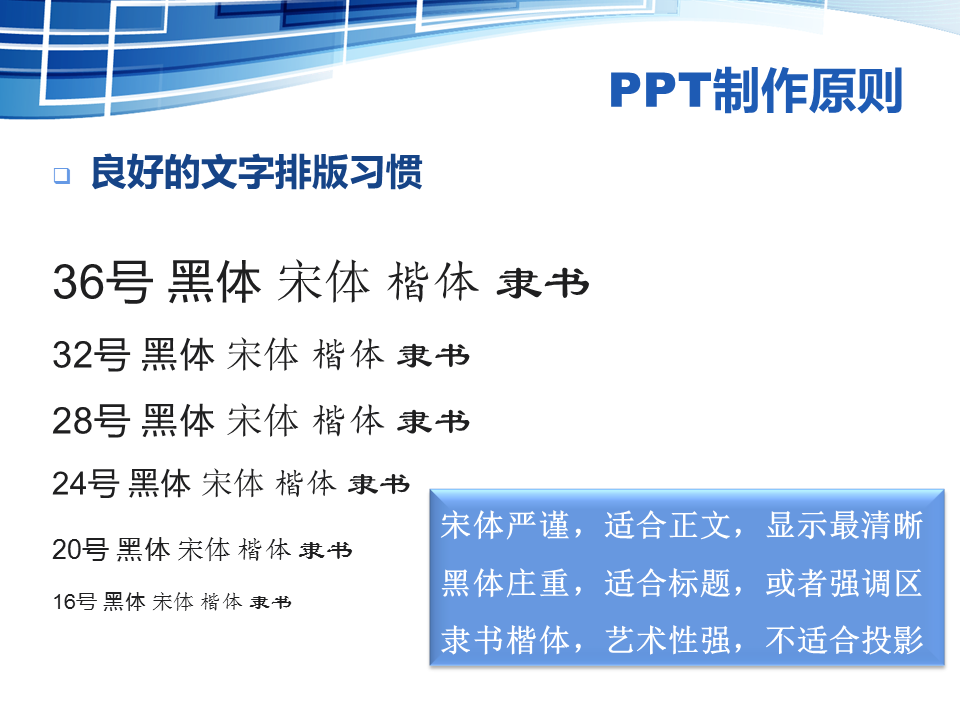 PPT制作原则
良好的文字排版习惯
36号 黑体 宋体 楷体 隶书
32号 黑体 宋体 楷体 隶书
28号 黑体 宋体 楷体 隶书
24号 黑体 宋体 楷体 隶书
20号 黑体 宋体 楷体 隶书
16号 黑体 宋体 楷体 隶书
宋体严谨，适合正文，显示最清晰
黑体庄重，适合标题，或者强调区
隶书楷体，艺术性强，不适合投影